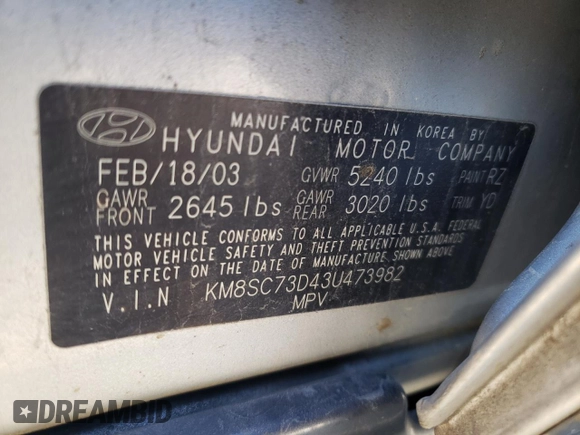 MANUFACTURED IN KOREA BY
HYUNDAI MOTOR COMPANY
FEB/18/03 GVWR 5240 lbs PAINT RZ
GAWR FRONT 2645 lbs GAWR REAR 3020 lbs TRIM YD
THIS VEHICLE CONFORMS TO ALL APPLICABLE U.S.A. FEDERAL
MOTOR VEHICLE SAFETY AND THEFT PREVENTION STANDARDS
IN EFFECT ON THE DATE OF MANUFACTURE SHOWN ABOVE
V.I.N KM8SC73D43U473982
MPV
DREAMBID